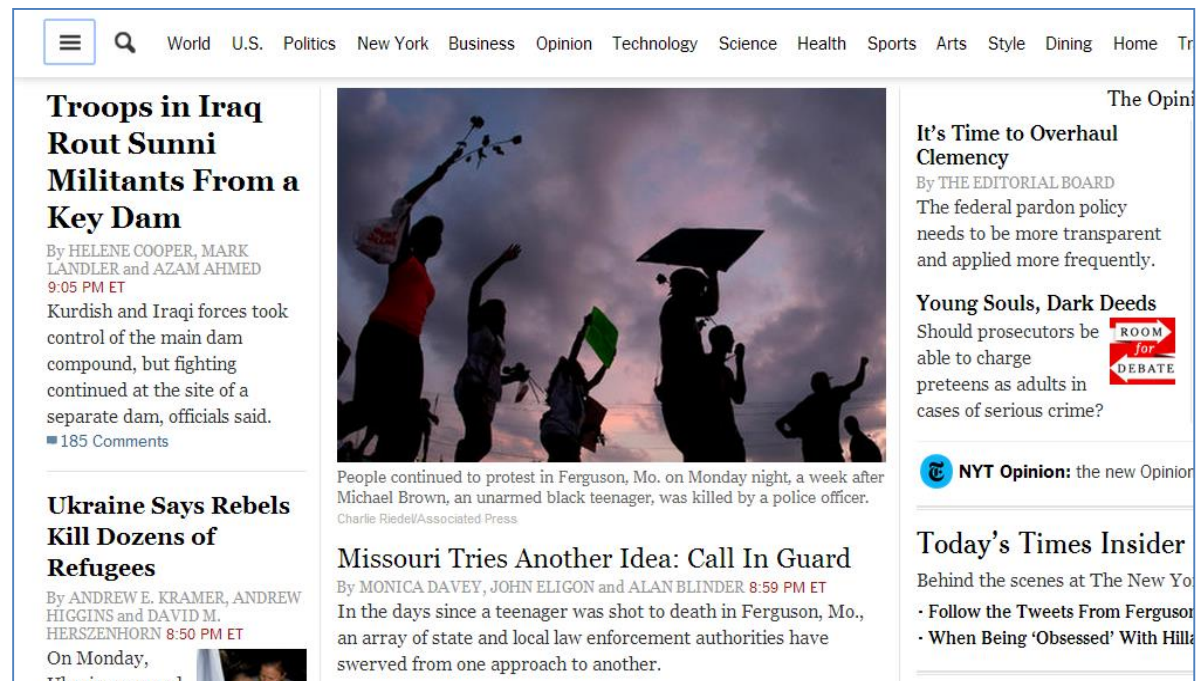 World U.S. Politics New York Business Opinion Technology Science Health Sports Arts Style Dining Home
Troops in Iraq
Rout Sunni
Militants From a
Key Dam
By HELENE COOPER, MARK
LANDLER and AZAM AHMED
9:05 PM ET
Kurdish and Iraqi forces took
control of the main dam
compound, but fighting
continued at the site of a
separate dam, officials said.
185 Comments
Ukraine Says Rebels
Kill Dozens of
Refugees
By ANDREW E. KRAMER, ANDREW
HIGGINS and DAVID M.
HERSZENHORN 8:50 PM ET
On Monday,
People continued to protest in Ferguson, Mo. on Monday night, a week after
Michael Brown, an unarmed black teenager, was killed by a police officer.
Charlie Riedel/Associated Press
Missouri Tries Another Idea: Call In Guard
By MONICA DAVEY, JOHN ELIGON and ALAN BLINDER 8:59 PM ET
In the days since a teenager was shot to death in Ferguson, Mo.,
an array of state and local law enforcement authorities have
swerved from one approach to another.
The Opini
It's Time to Overhaul
Clemency
By THE EDITORIAL BOARD
The federal pardon policy
needs to be more transparent
and applied more frequently.
Young Souls, Dark Deeds
Should prosecutors be
able to charge
preteens as adults in
cases of serious crime?
ROOM
for
DEBATE
NYT Opinion: the new Opinion
Today's Times Insider
Behind the scenes at The New Yo
· Follow the Tweets From Ferguson
· When Being 'Obsessed' With Hilla